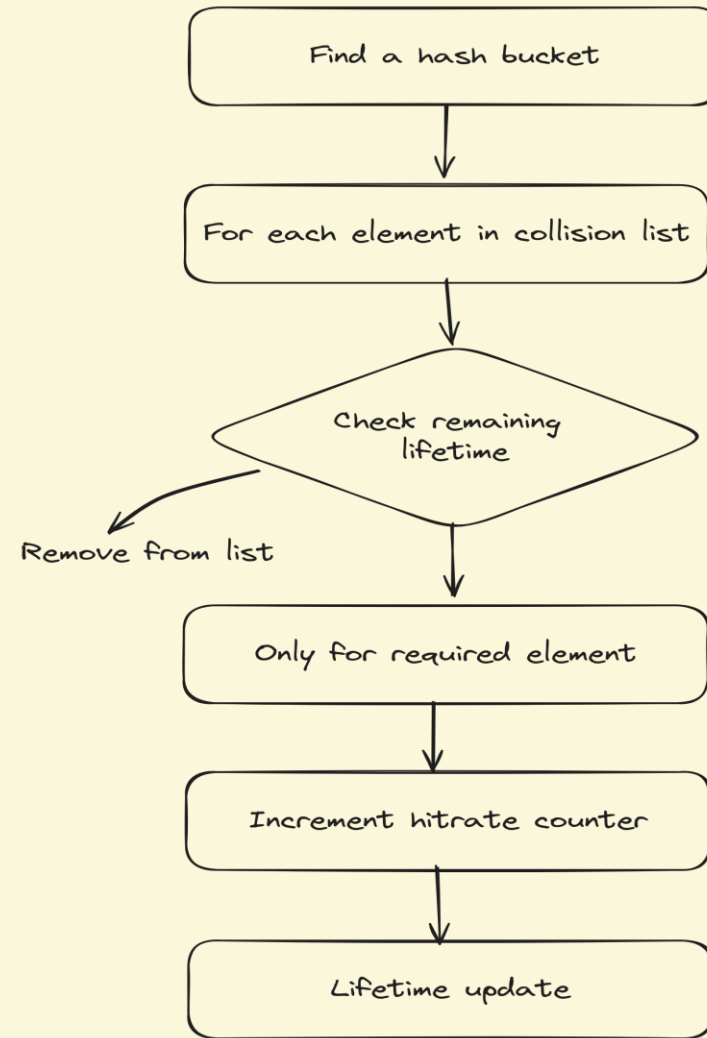 Find a hash bucket
For each element in collision list
Check remaining
lifetime
Remove from list
Only for required element
Increment hitrate counter
Lifetime update